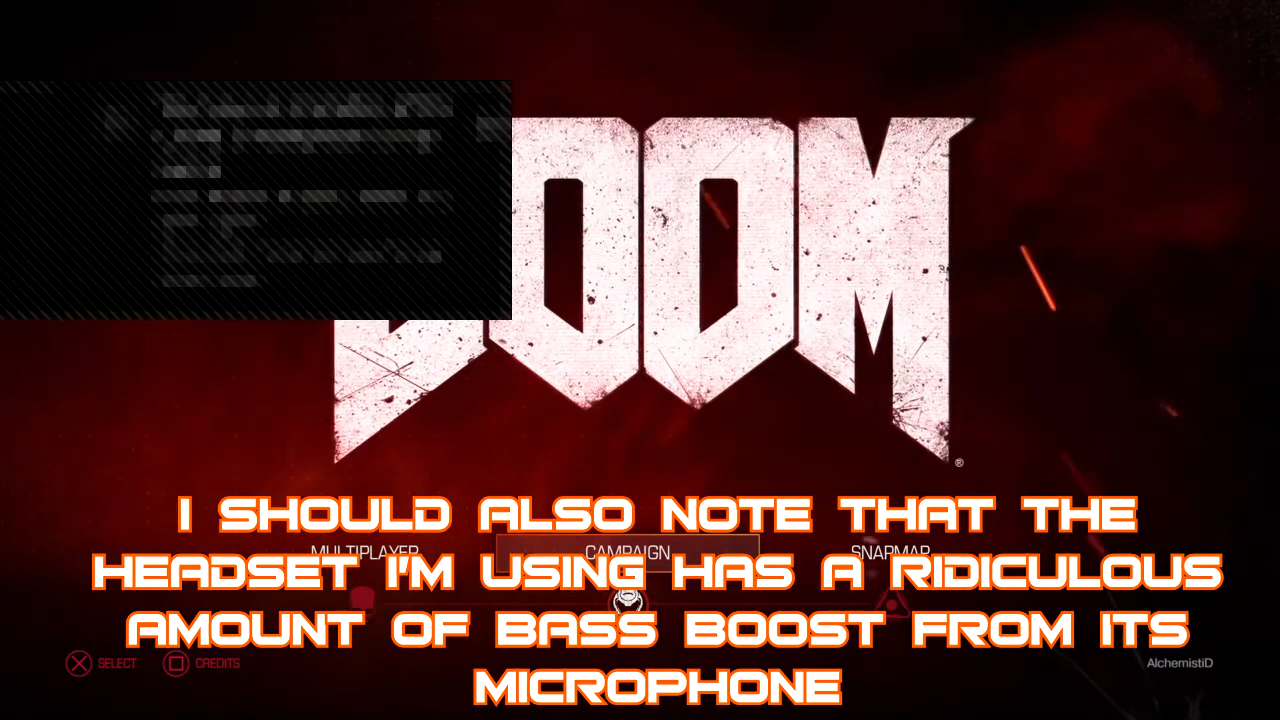 DOOM
®
I SHOULD ALSO NOTE THAT THE
MULTIPLAYER CAMPAIGN SNAPMAP
HEADSET I'M USING HAS A RIDICULOUS
AMOUNT OF BASS BOOST FROM ITS
SELECT CREDITS AlchemistiD
MICROPHONE